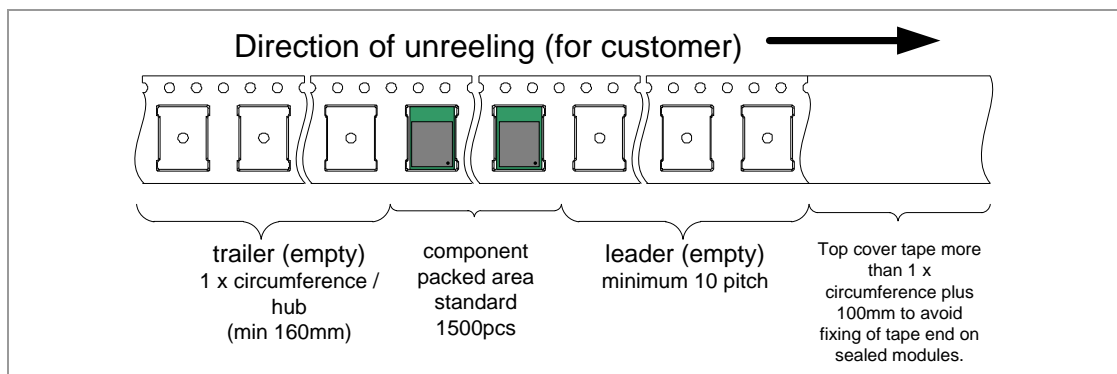 Direction of unreeling (for customer)
trailer (empty)
1 x circumference /
hub
(min 160mm)
component
packed area
standard
1500pcs
leader (empty)
minimum 10 pitch
Top cover tape more
than 1 x
circumference plus
100mm to avoid
fixing of tape end on
sealed modules.